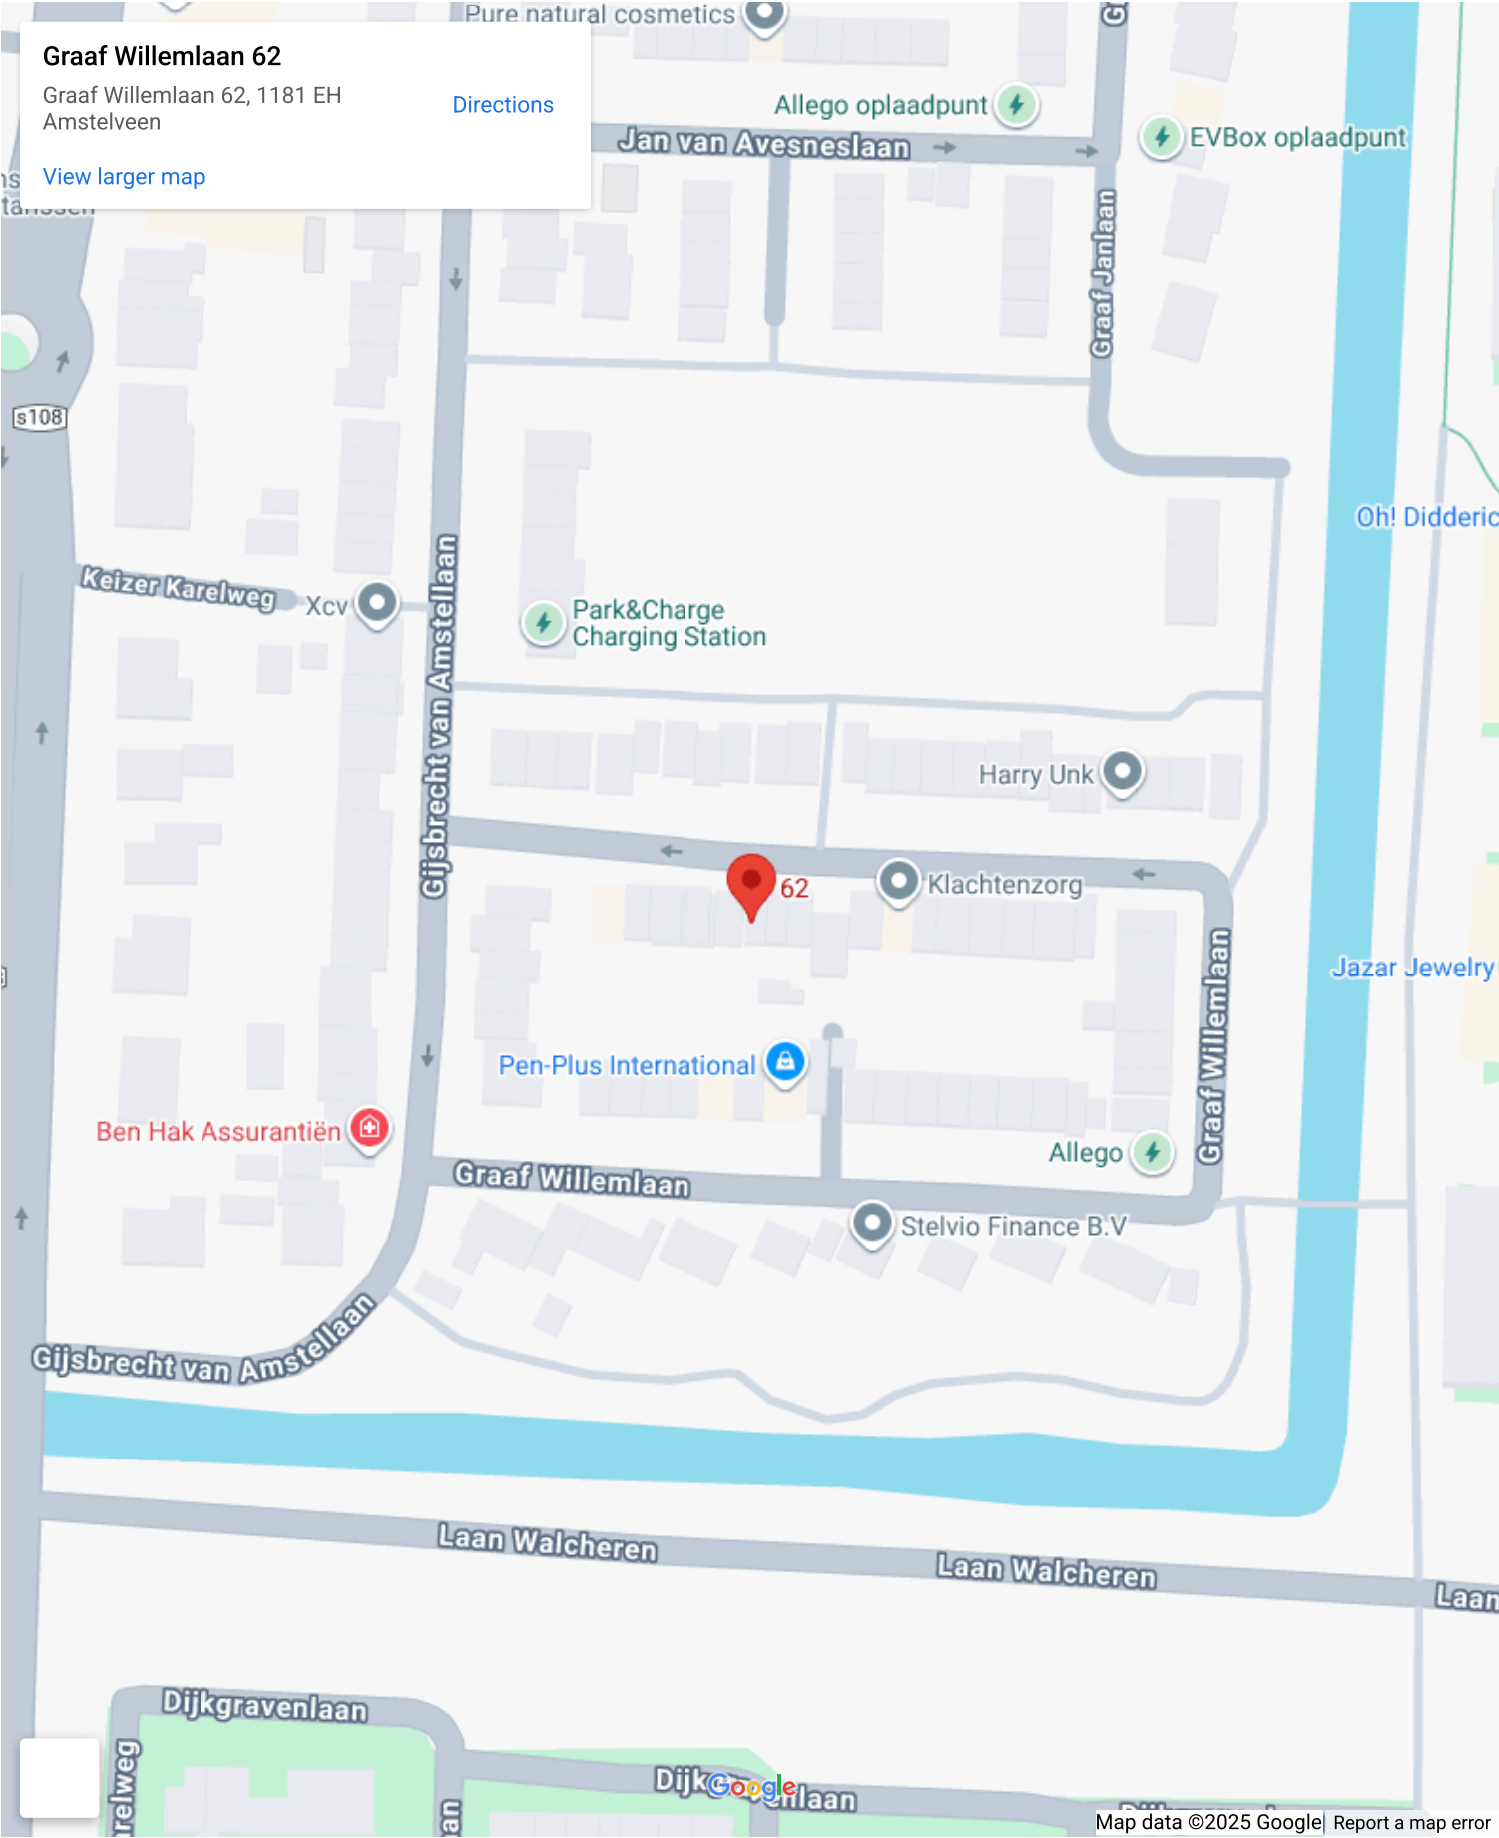 Pure natural cosmetics
Graaf Willemlaan 62
Graaf Willemlaan 62, 1181 EH
Amstelveen
Directions
View larger map
Allego oplaadpunt
EVBox oplaadpunt
Jan van Avesneslaan
Graaf Janlaan
s108
Oh! Didderic
Keizer Karelweg
Xcv
Park&Charge
Charging Station
Gijsbrecht van Amstellaan
Harry Unk
62
Klachtenzorg
Jazar Jewelry
Graaf Willemlaan
Pen-Plus International
Ben Hak Assurantiën
Allego
Graaf Willemlaan
Stelvio Finance B.V
Gijsbrecht van Amstellaan
Laan Walcheren
Laan Walcheren
Laan
Dijkgravenlaan
arelweg
Google
Map data ©2025 Google
Report a map error